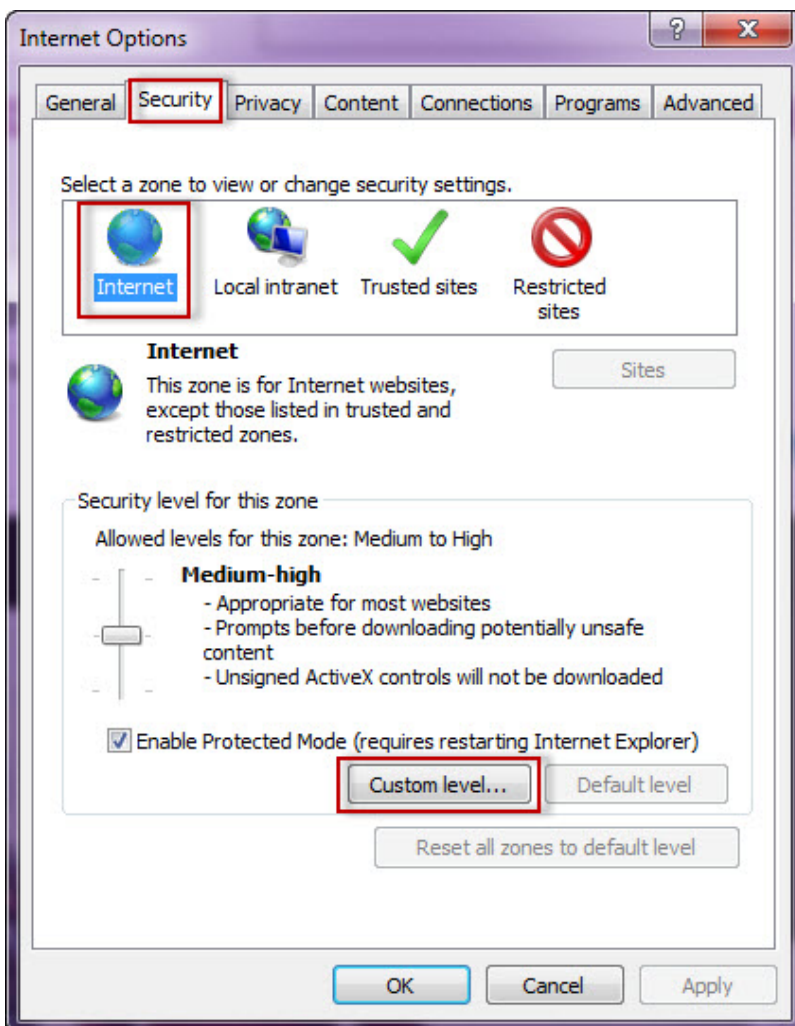 Internet Options
?
X
General Security Privacy Content Connections Programs Advanced
Select a zone to view or change security settings.
Internet Local intranet Trusted sites Restricted
sites
Internet
Sites
This zone is for Internet websites,
except those listed in trusted and
restricted zones.
Security level for this zone
Allowed levels for this zone: Medium to High
Medium-high
- Appropriate for most websites
- Prompts before downloading potentially unsafe
content
- Unsigned ActiveX controls will not be downloaded
Enable Protected Mode (requires restarting Internet Explorer)
Custom level... Default level
Reset all zones to default level
OK Cancel Apply